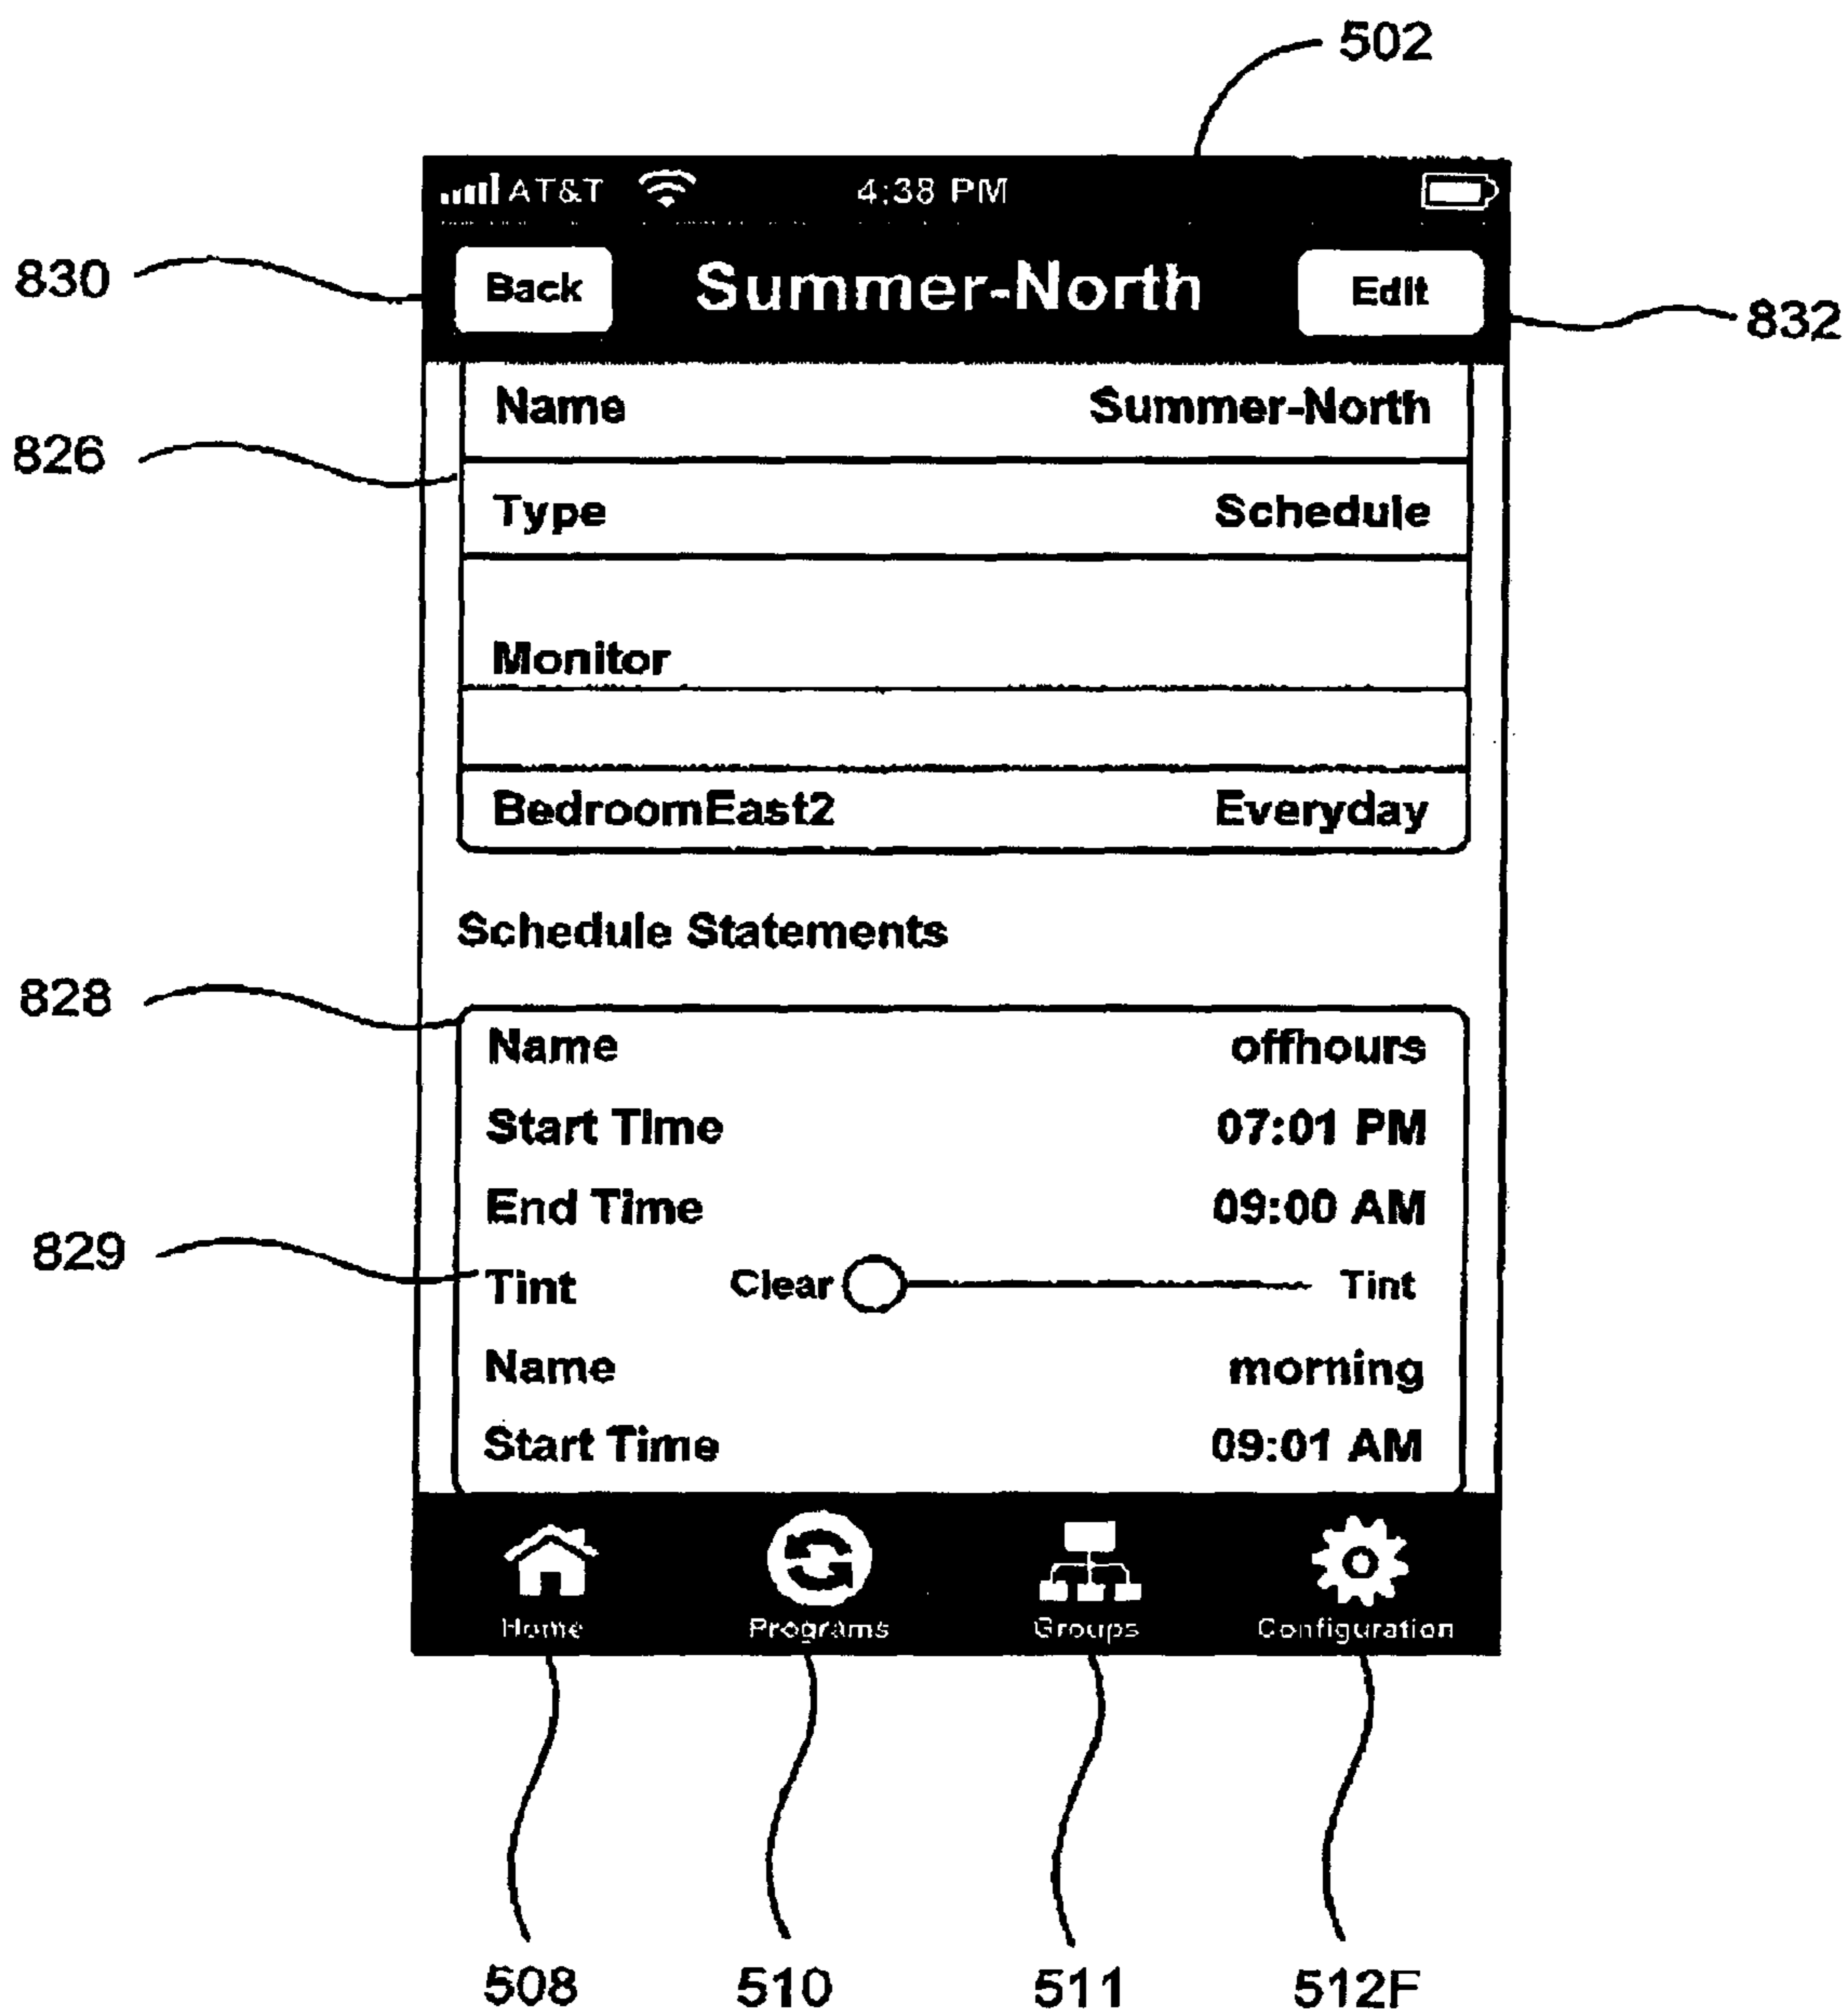 502
AT&T 4:38 PM
830 Back Summer-North Edit 832
Name Summer-North
826
Type Schedule
Monitor
BedroomEast2 Everyday
Schedule Statements
828
Name offhours
Start Time 07:01 PM
End Time 09:00 AM
829 Tint Clear Tint
Name morning
Start Time 09:01 AM
Home Programs Groups Configuration
508 510 511 512F